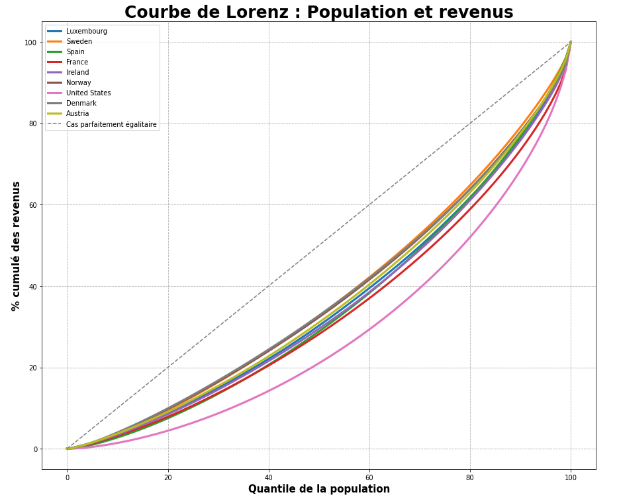 Courbe de Lorenz : Population et revenus
Luxembourg
Sweden
Spain
France
Ireland
Norway
United States
Denmark
Austria
Cas parfaitement égalitaire
100
80
60
40
20
0
% cumulé des revenus
0 20 40 60 80 100
Quantile de la population